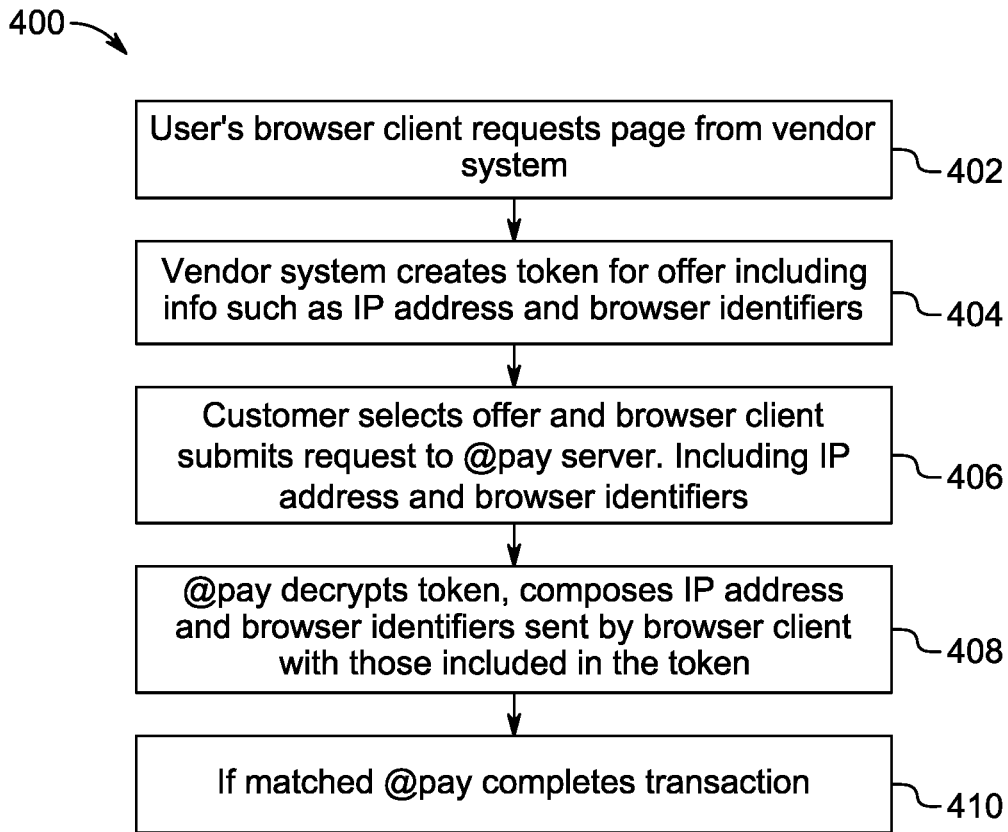 400
User's browser client requests page from vendor
system
402
Vendor system creates token for offer including
info such as IP address and browser identifiers
404
Customer selects offer and browser client
submits request to @pay server. Including IP
address and browser identifiers
406
@pay decrypts token, composes IP address
and browser identifiers sent by browser client
with those included in the token
408
If matched @pay completes transaction
410